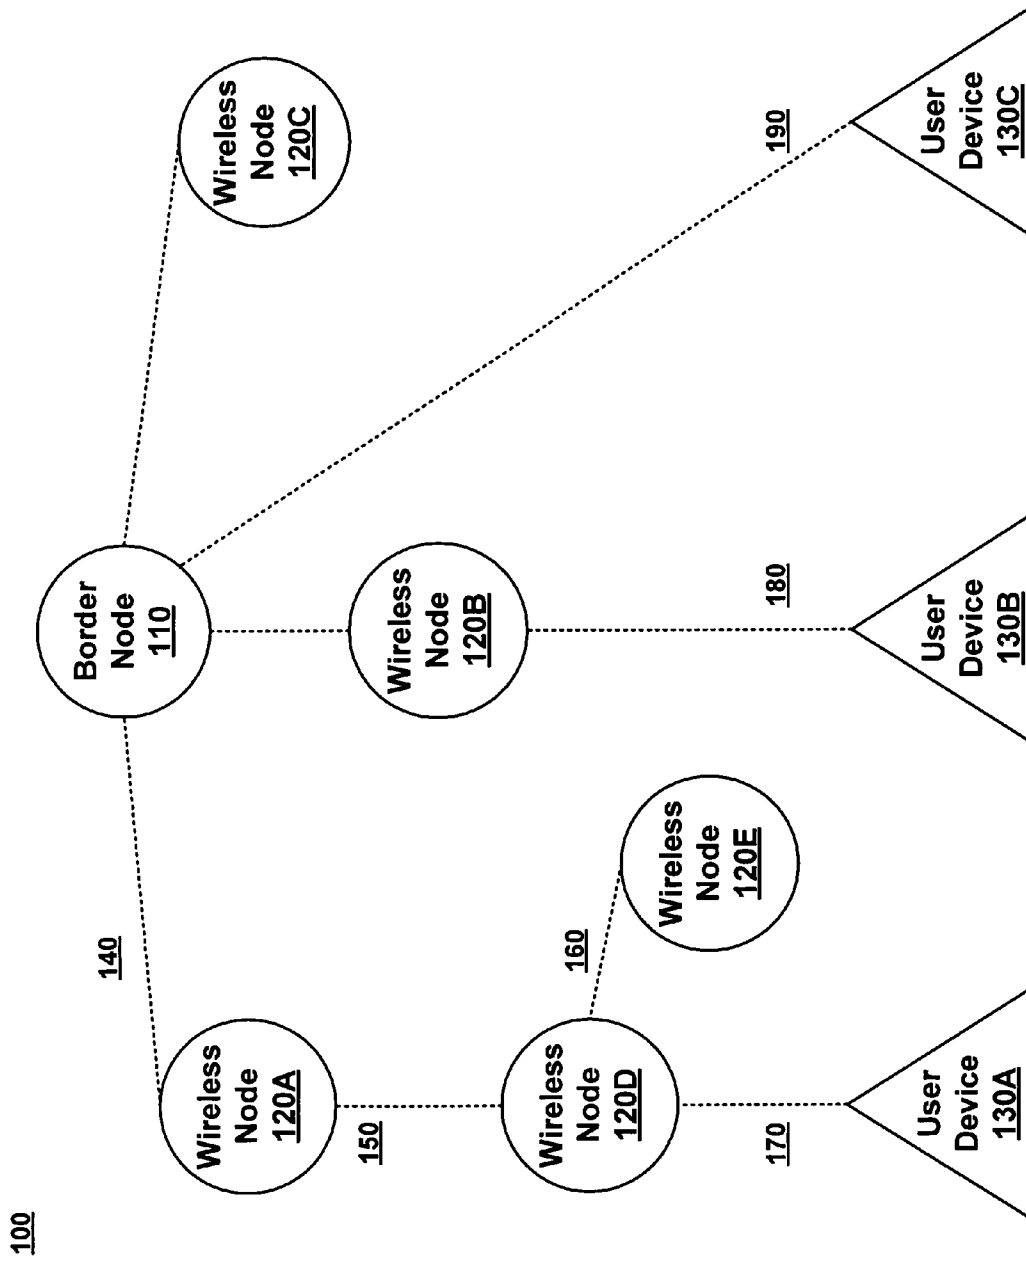 100
Border
Node
110
140
Wireless
Node
120A
Wireless
Node
120C
150
Wireless
Node
120B
Wireless
Node
120D
160
Wireless
Node
120E
170
180
190
User
Device
130A
User
Device
130B
User
Device
130C